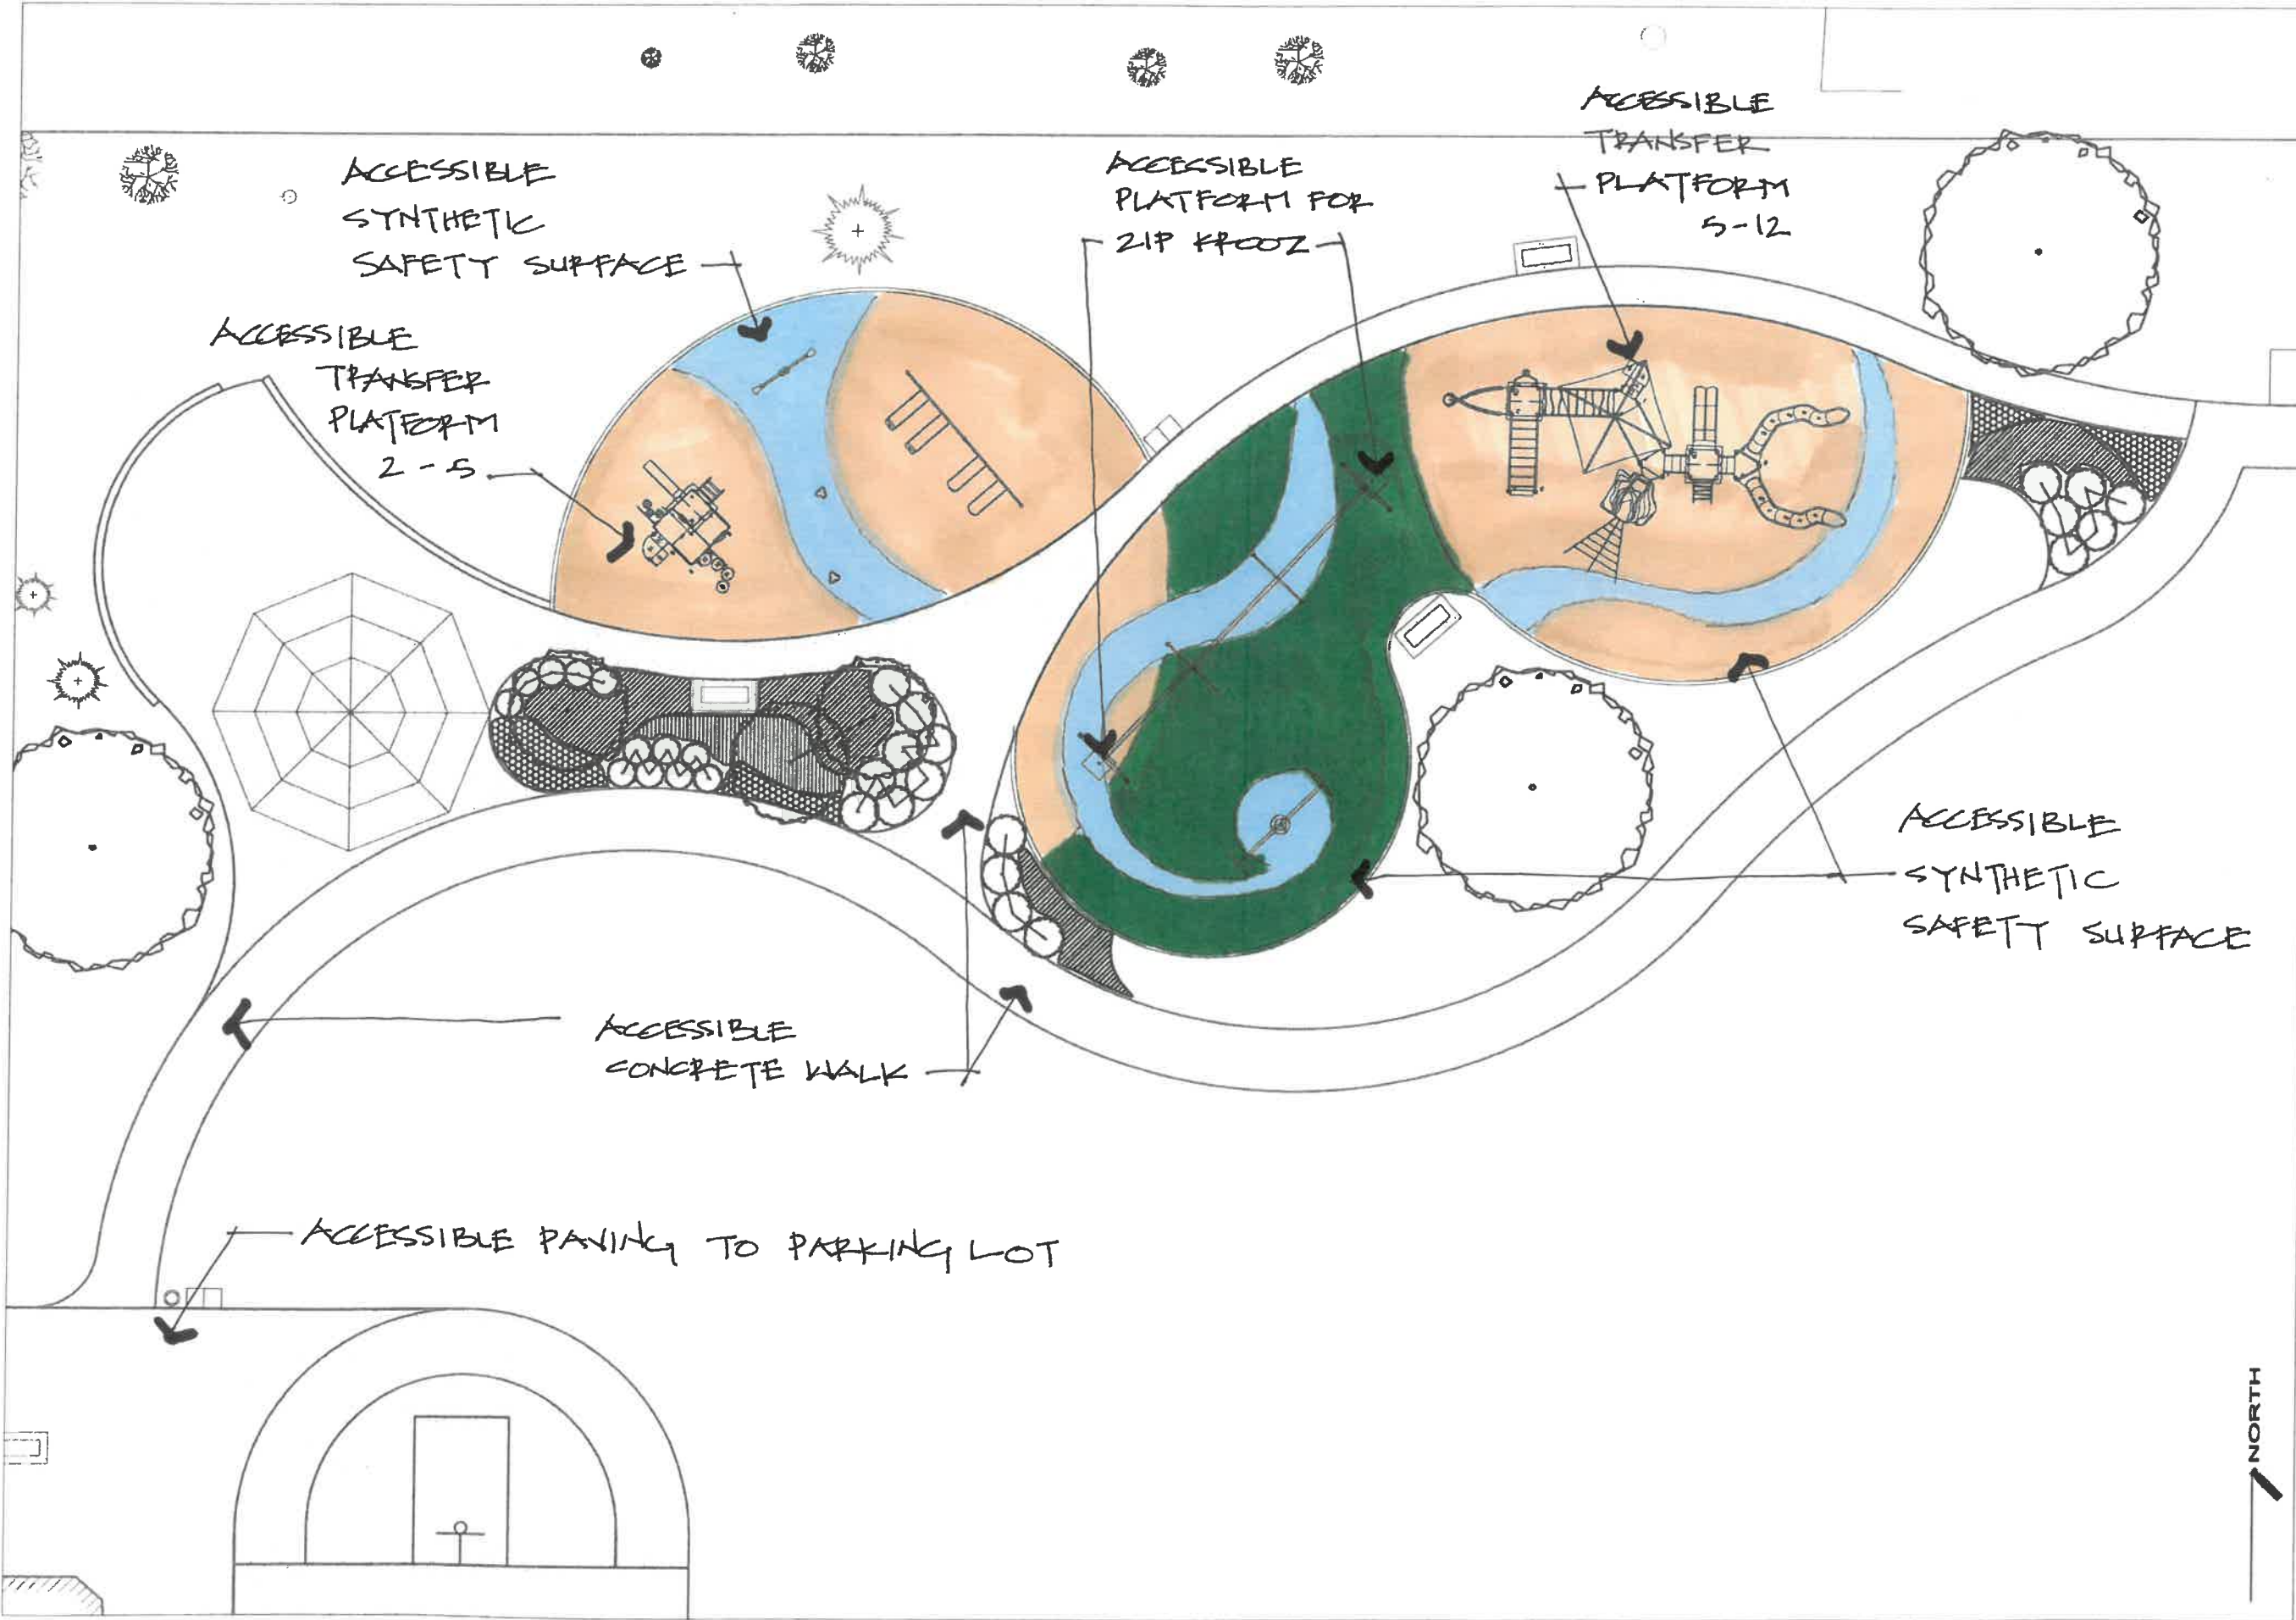 ACCESSIBLE
TRANSFER
PLATFORM
5-12
ACCESSIBLE
PLATFORM FOR
ZIP KROOZ
ACCESSIBLE
SYNTHETIC
SAFETY SURFACE
ACCESSIBLE
TRANSFER
PLATFORM
2-5
ACCESSIBLE
SYNTHETIC
SAFETY SURFACE
ACCESSIBLE
CONCRETE WALK
ACCESSIBLE PAVING TO PARKING LOT
NORTH